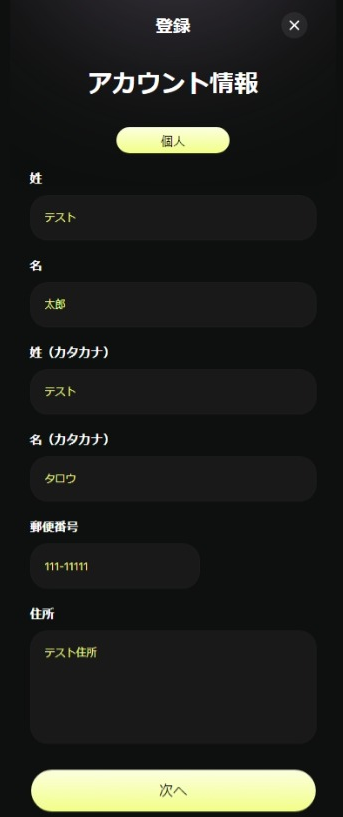 登録
アカウント情報
個人
姓
テスト
名
太郎
姓（カタカナ）
テスト
名（カタカナ）
タロウ
郵便番号
111-11111
住所
テスト住所
次へ